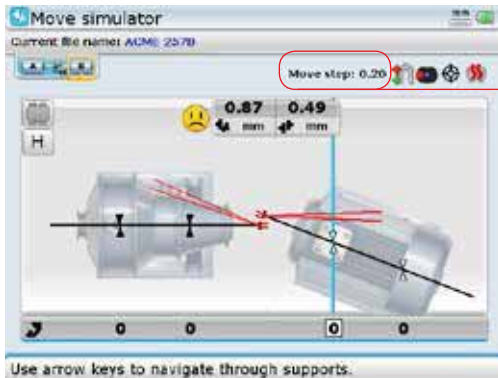 Move simulator
Current file name: ACME 2570
A B
Move step: 0.20
0.87 0.49
mm mm
H
0 0 0 0
Use arrow keys to navigate through supports.